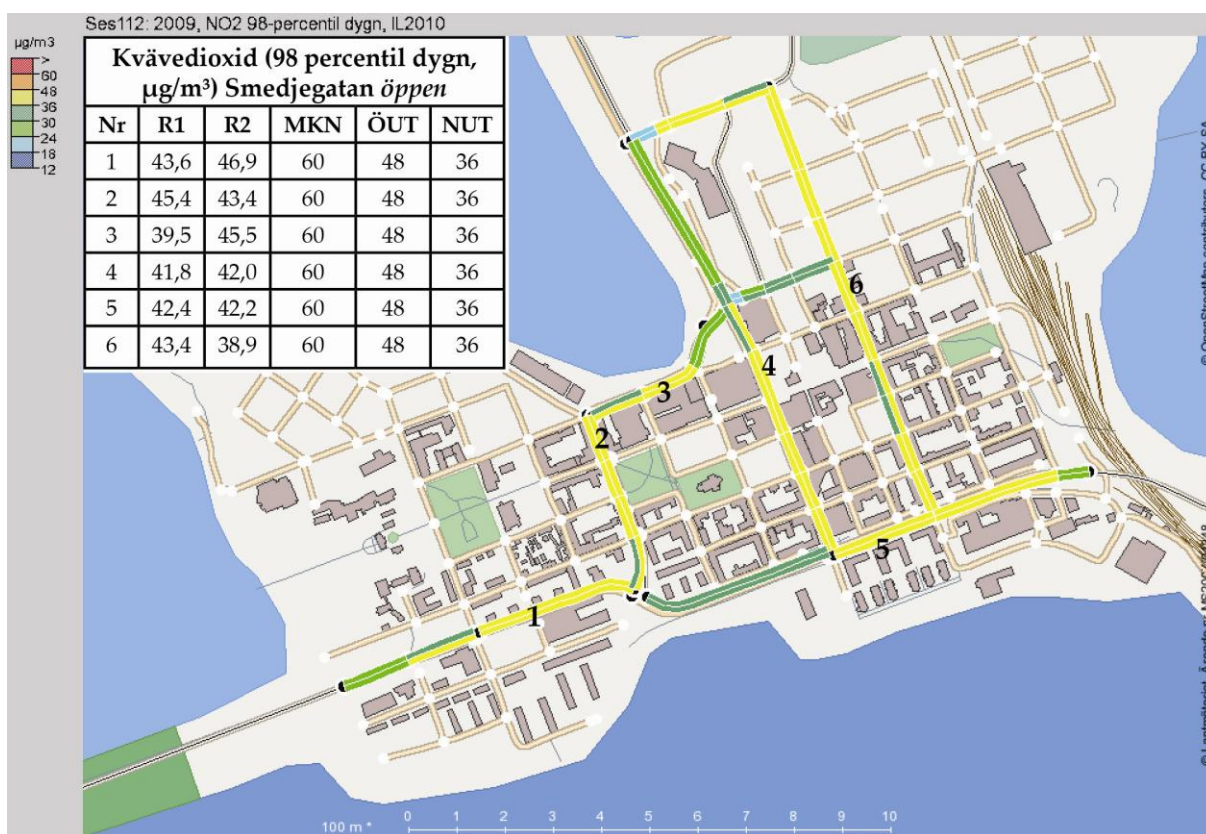 Ses112: 2009, NO2 98-percentil dygn, IL2010
µg/m3
>
60
48
36
30
24
18
12
Kvävedioxid (98 percentil dygn,
µg/m³) Smedjegatan öppen
Nr R1 R2 MKN ÖUT NUT
1 43,6 46,9 60 48 36
2 45,4 43,4 60 48 36
3 39,5 45,5 60 48 36
4 41,8 42,0 60 48 36
5 42,4 42,2 60 48 36
6 43,4 38,9 60 48 36
6
4
3
2
5
1
© OpenStreetMap contributors, CC-BY-SA
© Lantmäteriet, Ärende nr
100 m *
0 1 2 3 4 5 6 7 8 9 10